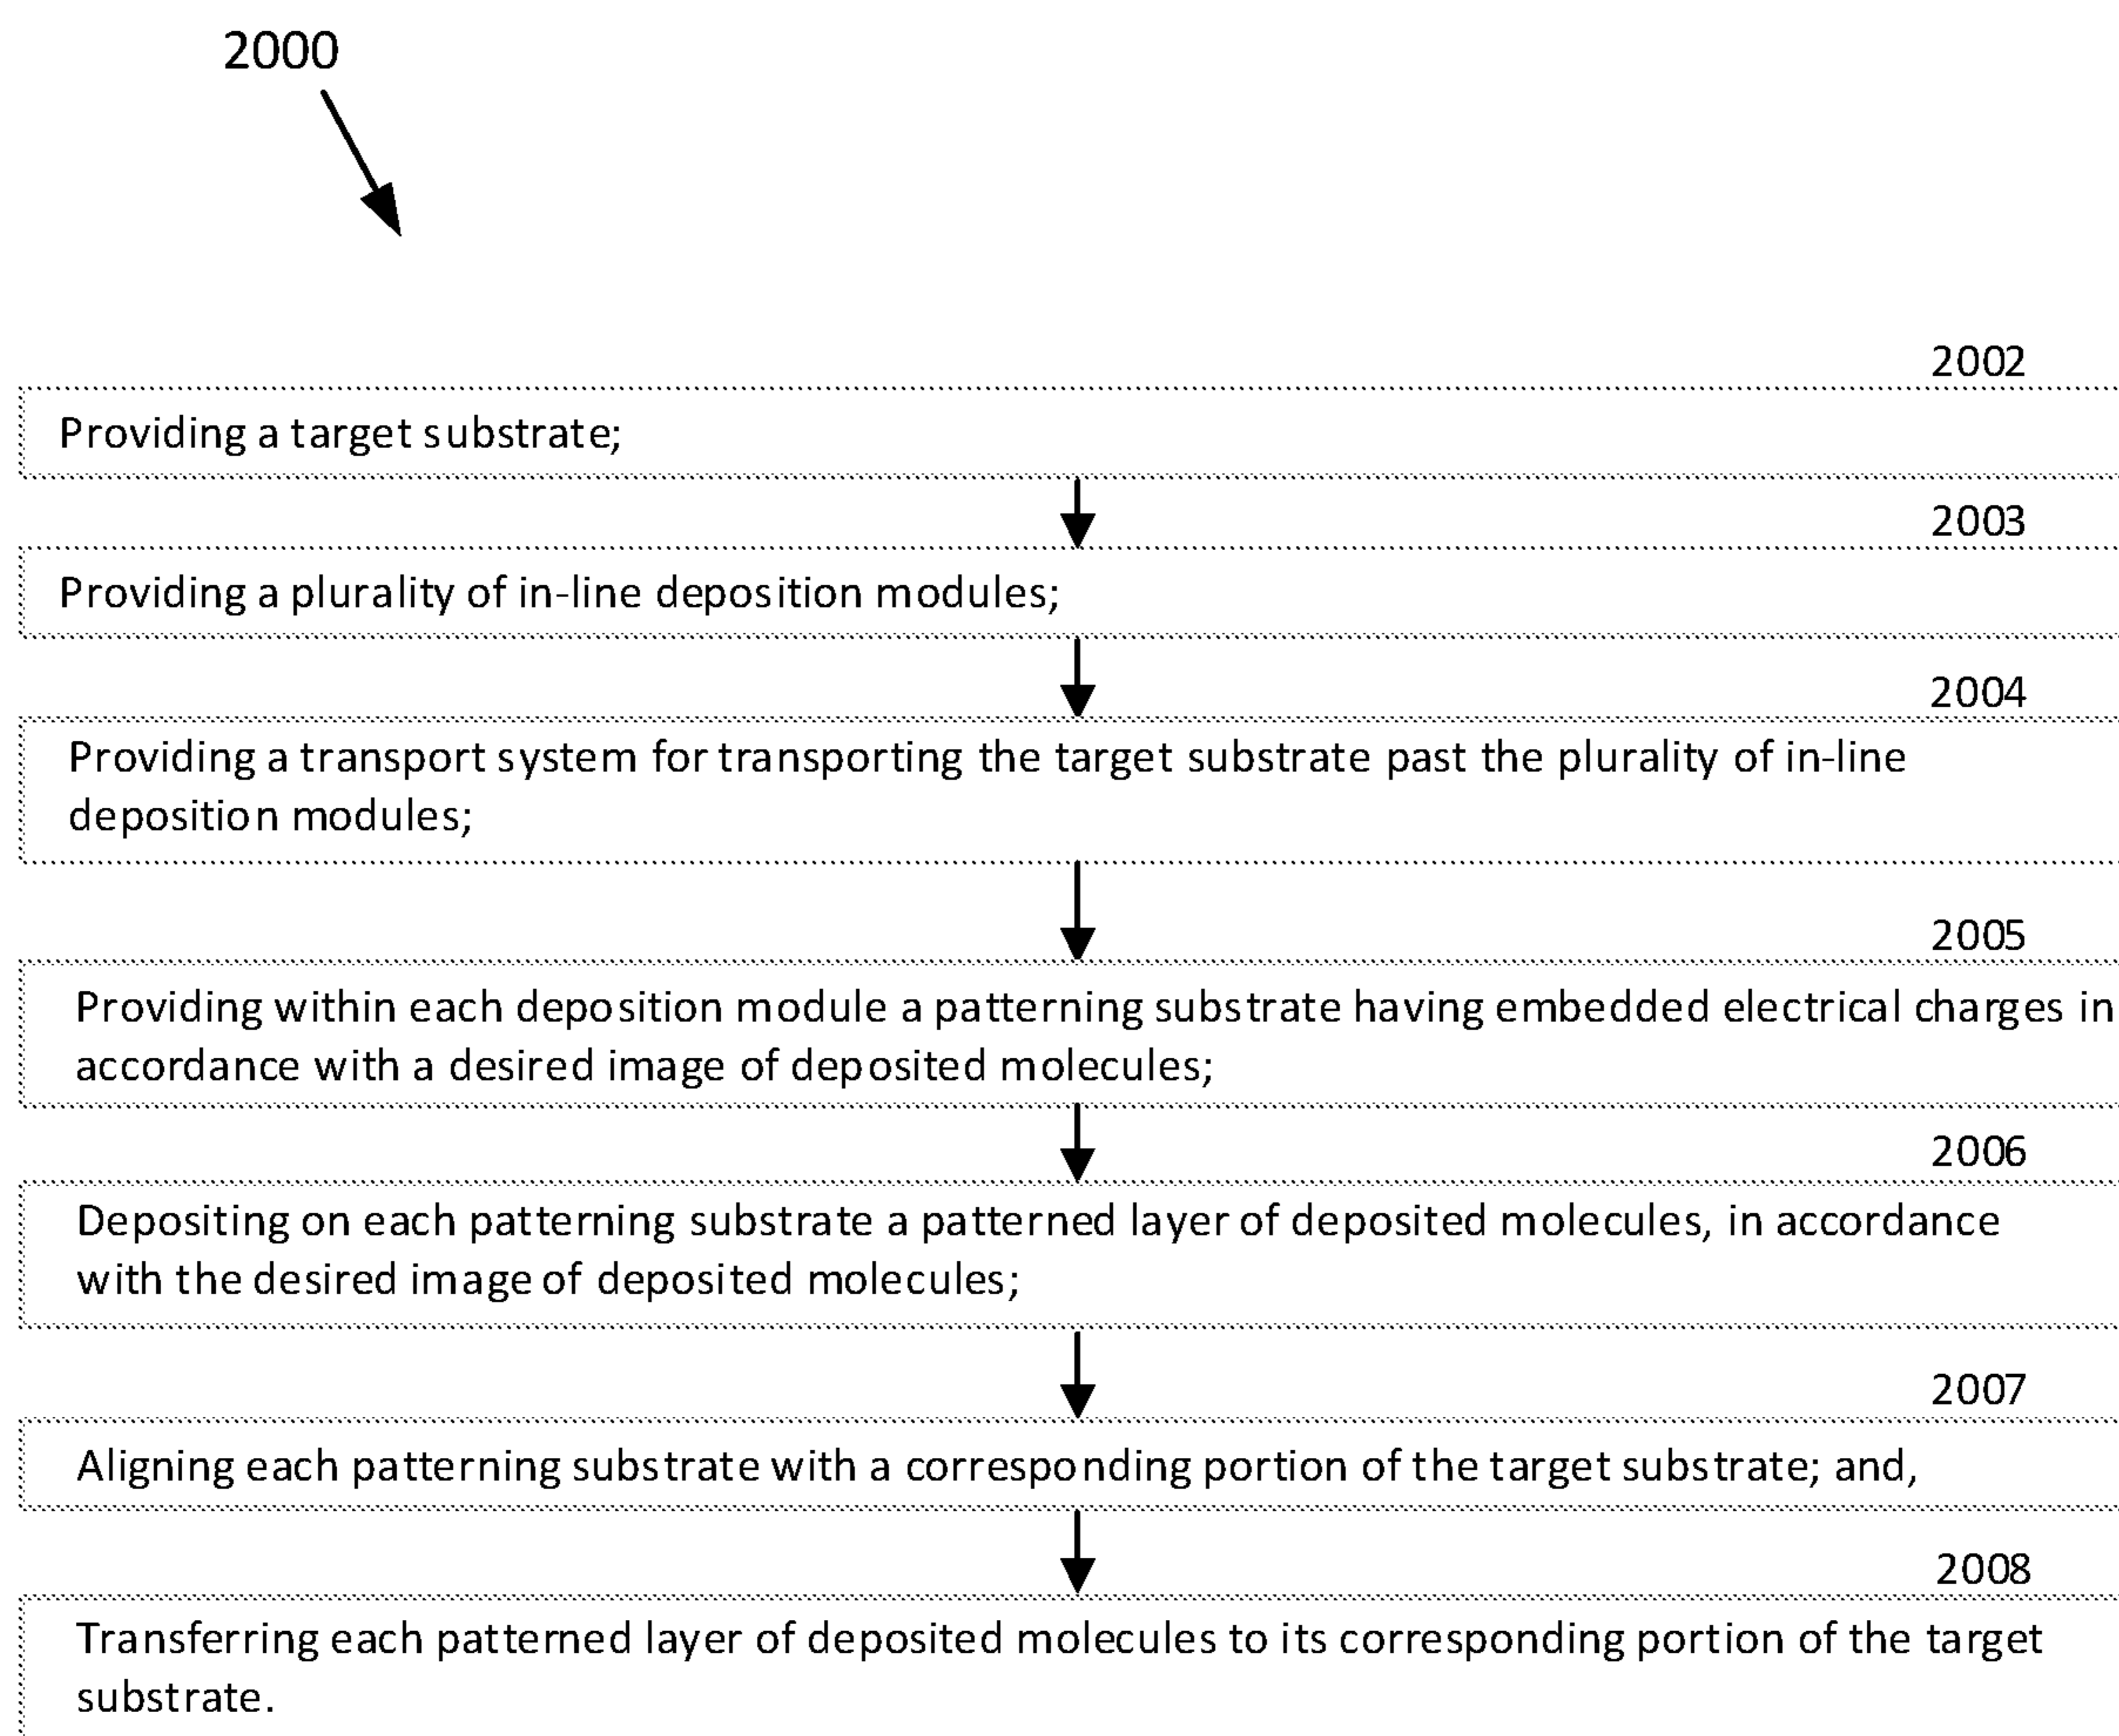 2000
2002
Providing a target substrate;
2003
Providing a plurality of in-line deposition modules;
2004
Providing a transport system for transporting the target substrate past the plurality of in-line
deposition modules;
2005
Providing within each deposition module a patterning substrate having embedded electrical charges in
accordance with a desired image of deposited molecules;
2006
Depositing on each patterning substrate a patterned layer of deposited molecules, in accordance
with the desired image of deposited molecules;
2007
Aligning each patterning substrate with a corresponding portion of the target substrate; and,
2008
Transferring each patterned layer of deposited molecules to its corresponding portion of the target
substrate.